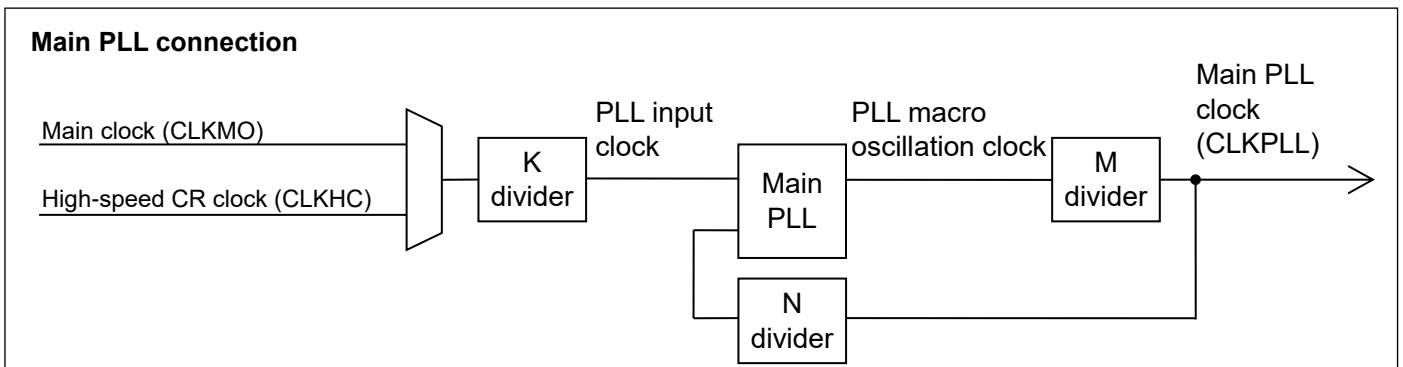 Main PLL connection
Main clock (CLKMO)
High-speed CR clock (CLKHC)
K
divider
PLL input
clock
Main
PLL
N
divider
PLL macro
oscillation clock
M
divider
Main PLL
clock
(CLKPLL)